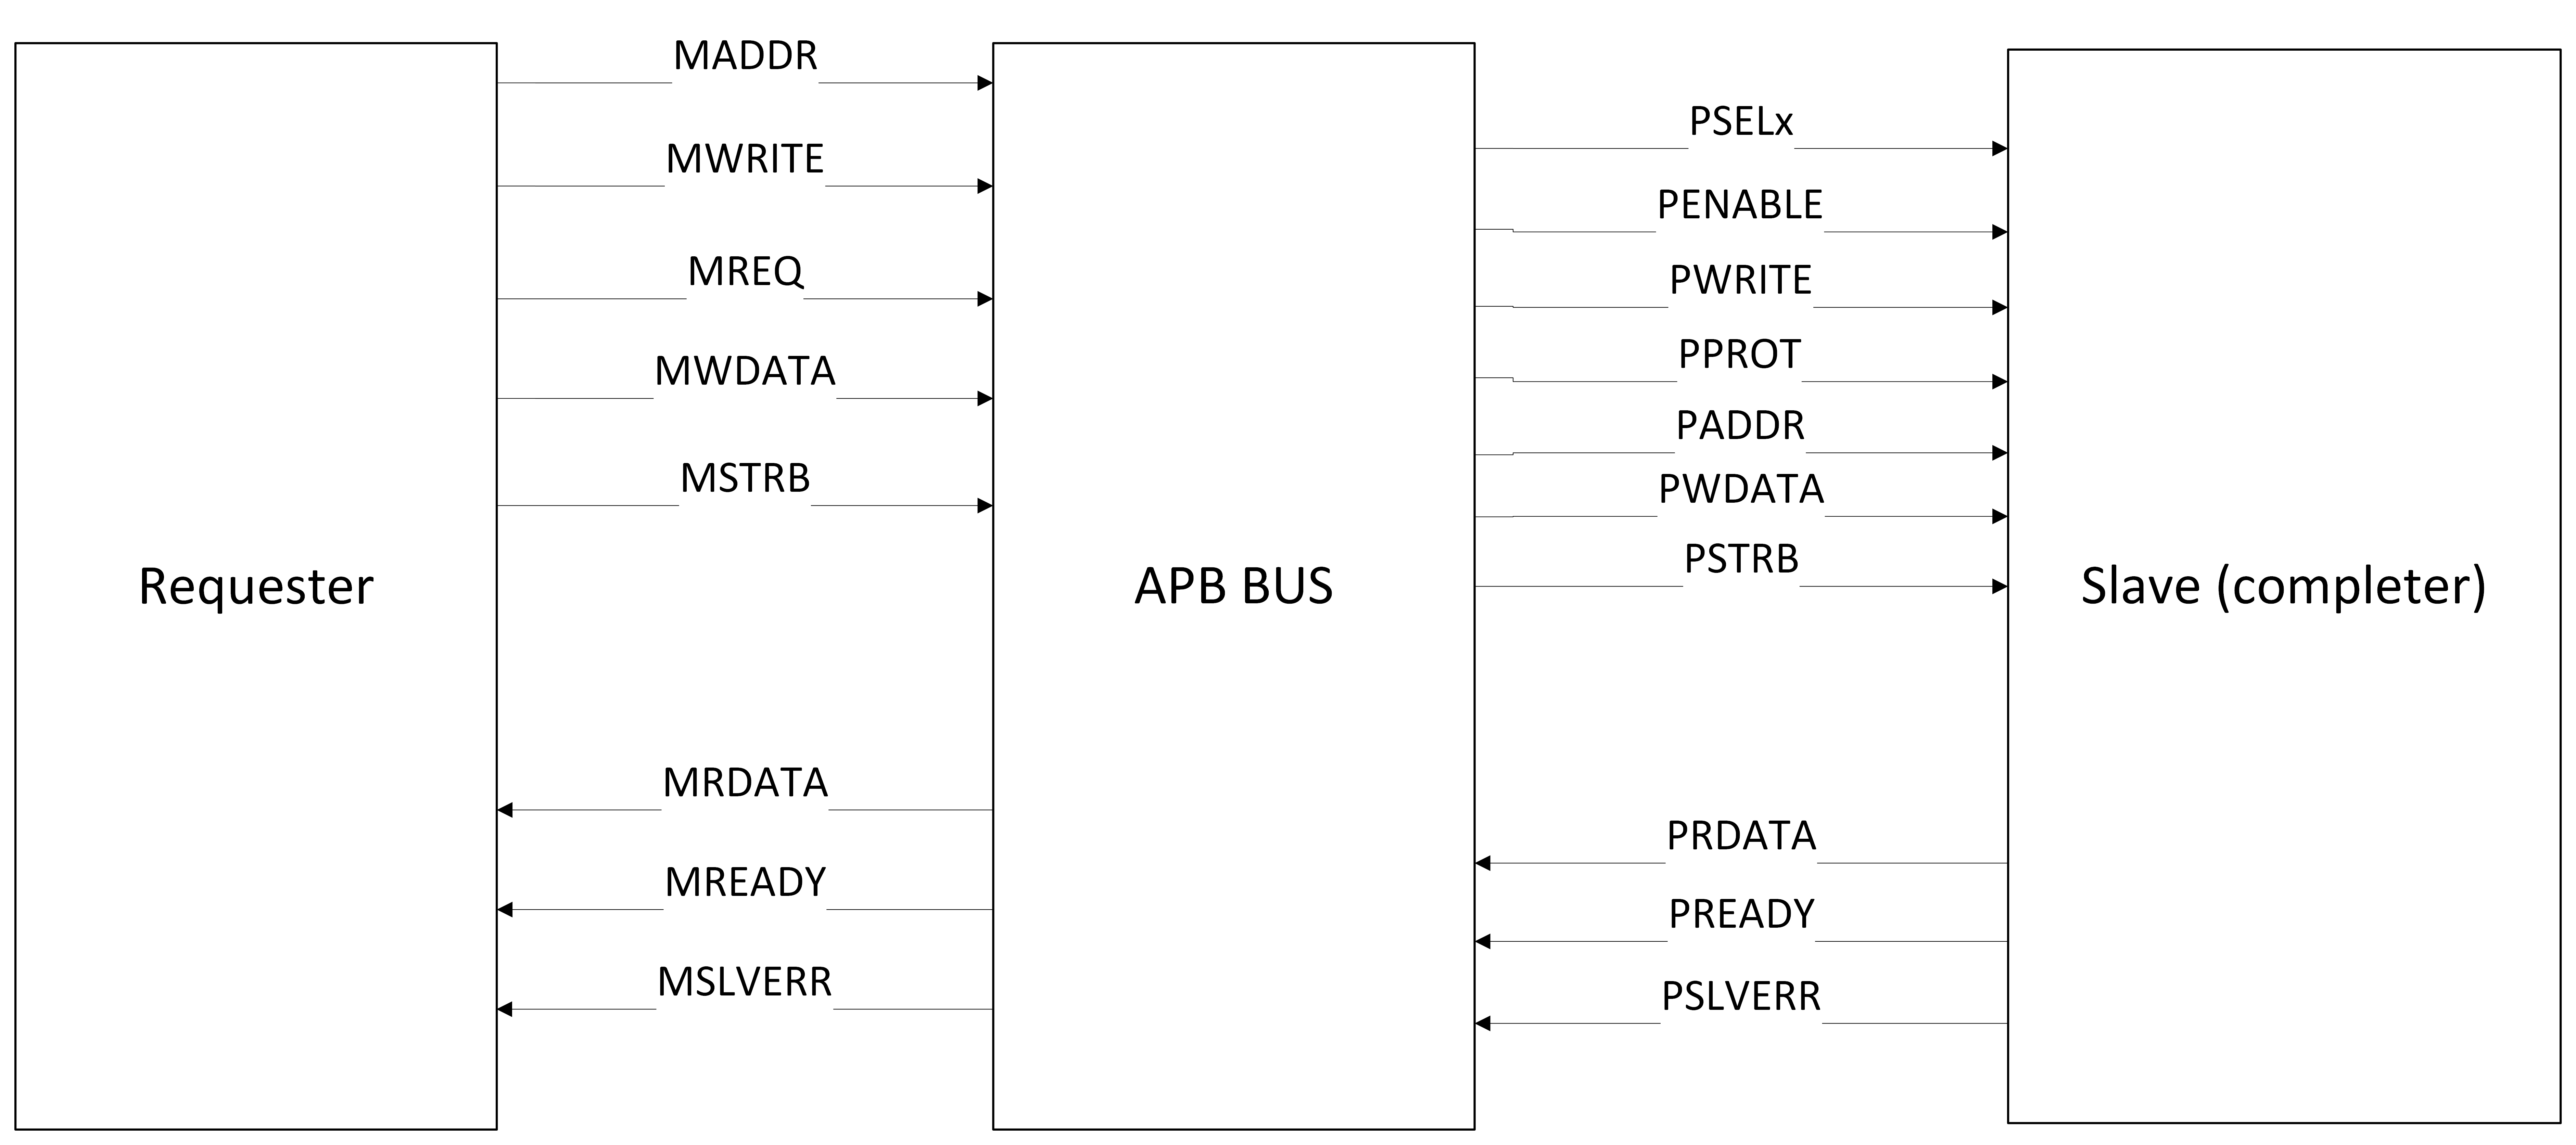 MADDR
MWRITE
MREQ
MWDATA
MSTRB
Requester
MRDATA
MREADY
MSLVERR
APB BUS
PSELx
PENABLE
PWRITE
PPROT
PADDR
PWDATA
PSTRB
Slave (completer)
PRDATA
PREADY
PSLVERR